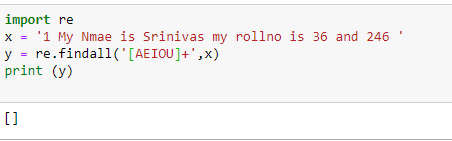 import re
x = '1 My Nmae is Srinivas my rollno is 36 and 246 '
y = re.findall('[AEIOU]+',x)
print (y)
[]